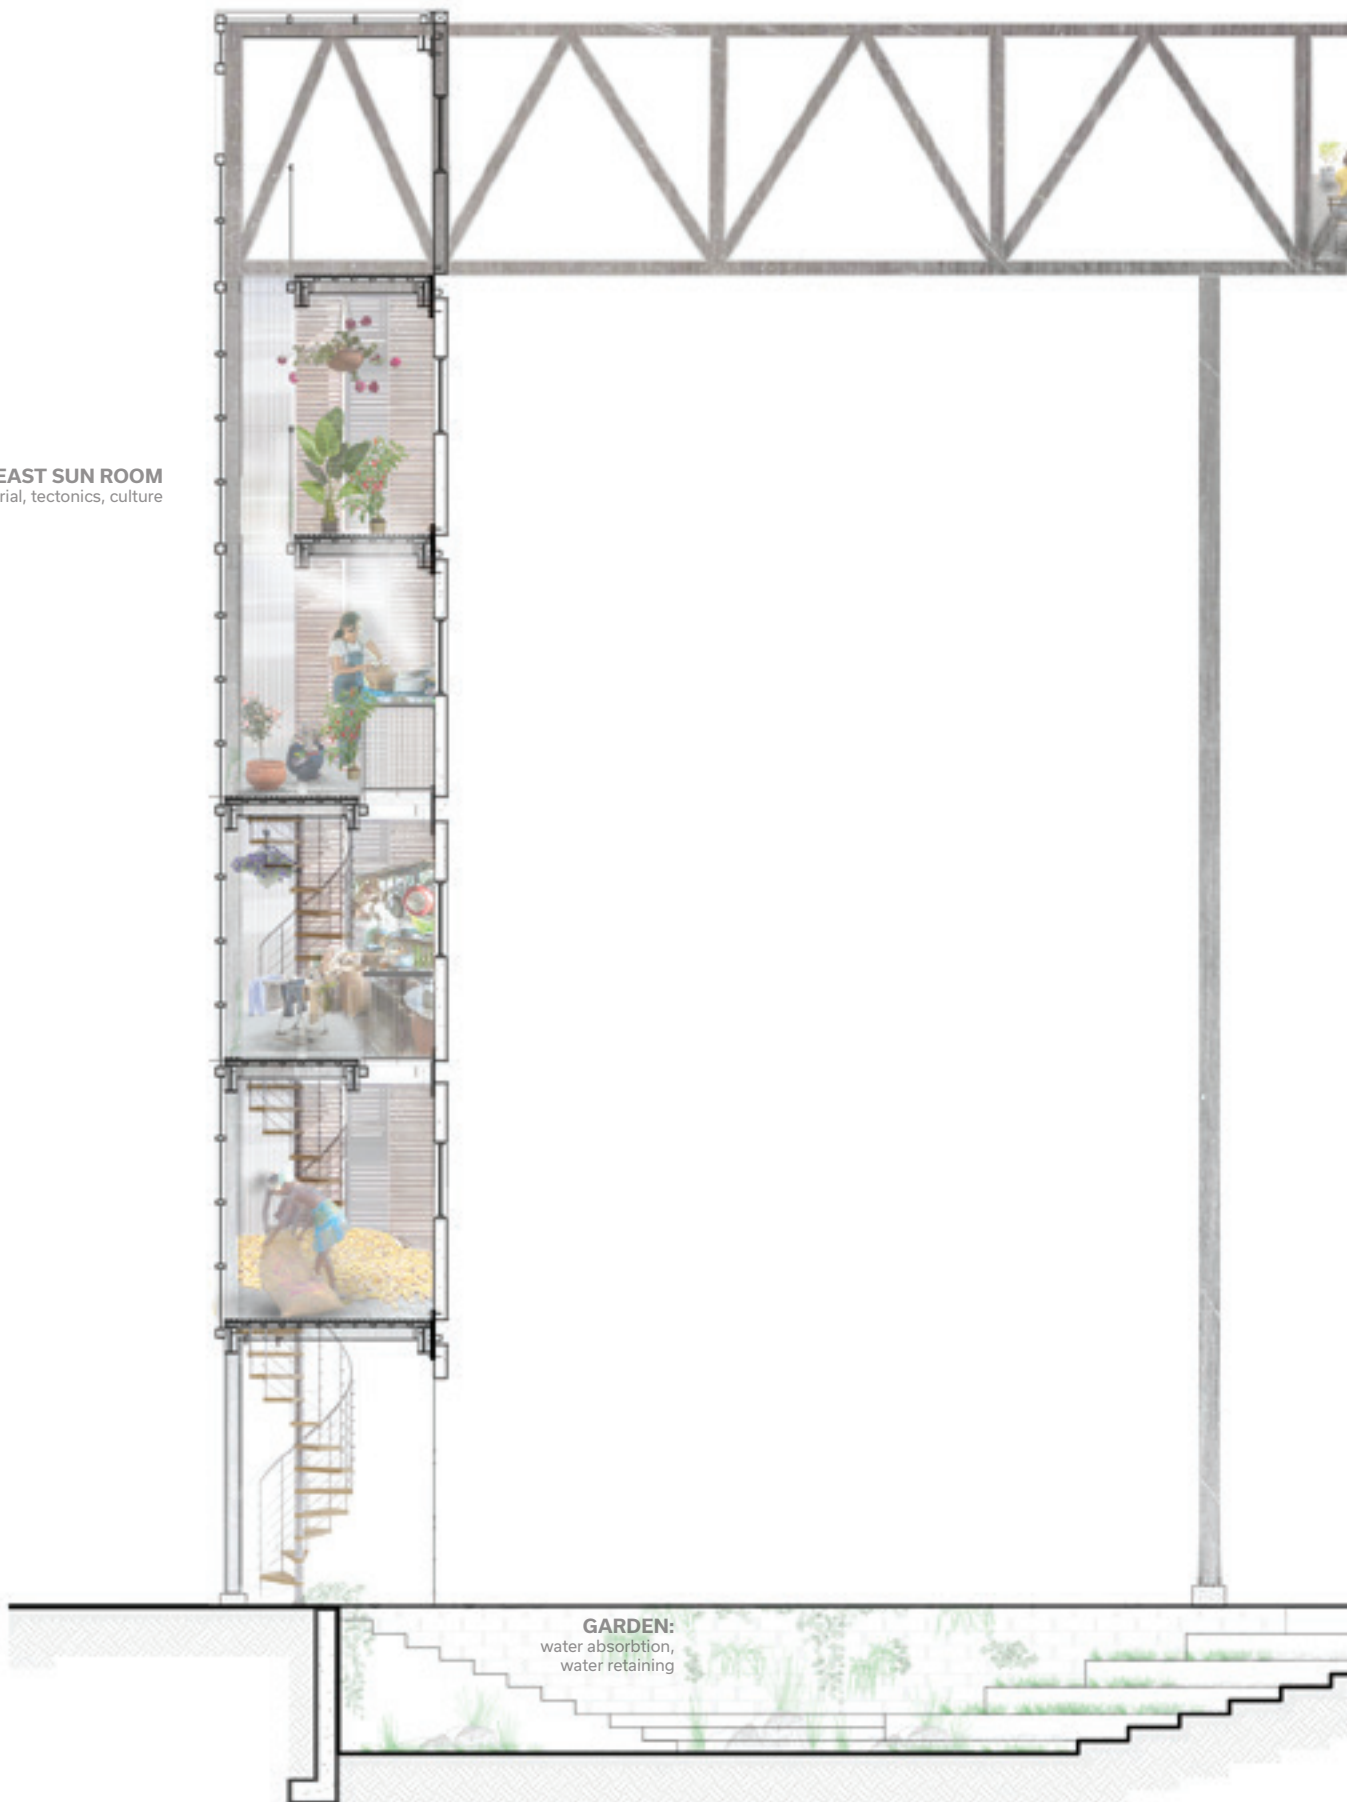 EAST SUN ROOM
rial, tectonics, culture
GARDEN:
water absorbtion,
water retaining